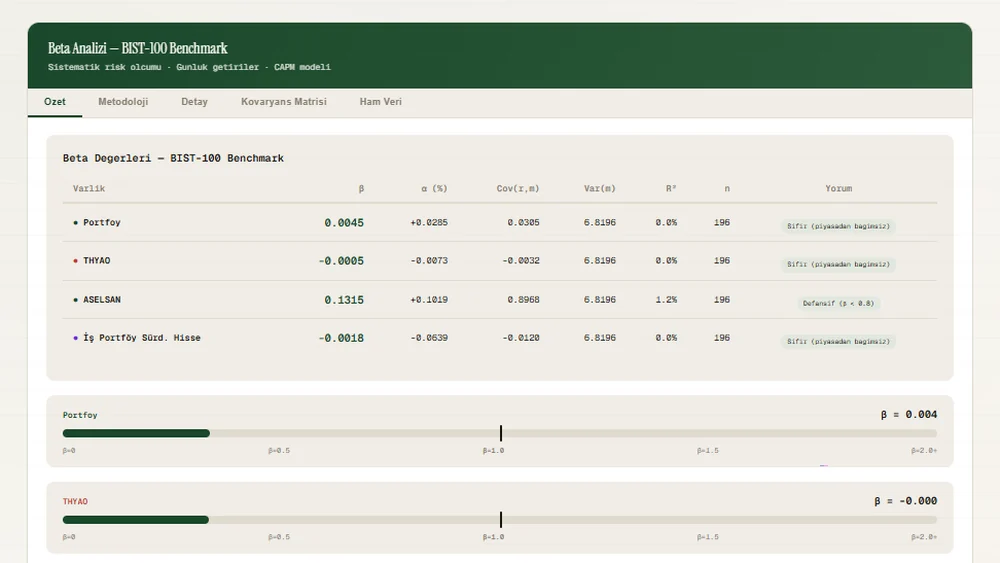 Beta Analizi — BIST-100 Benchmark
Sistematik risk olcumu · Gunluk getiriler · CAPM modeli
Ozet Metodoloji Detay Kovaryans Matrisi Ham Veri
Beta Degerleri — BIST-100 Benchmark
Varlik β α (%) Cov(r,m) Var(m) R² n Yorum
Portfoy 0.0045 +0.0285 0.0305 6.8196 0.0% 196 Sifir (piyasadan bagimsiz)
THYAO -0.0005 -0.0073 -0.0032 6.8196 0.0% 196 Sifir (piyasadan bagimsiz)
ASELSAN 0.1315 +0.1019 0.8968 6.8196 1.2% 196 Defansif (β < 0.8)
İş Portföy Sürd. Hisse -0.0018 -0.0639 -0.0120 6.8196 0.0% 196 Sifir (piyasadan bagimsiz)
Portfoy β = 0.004
β=0 β=0.5 β=1.0 β=1.5 β=2.0+
THYAO β = -0.000
β=0 β=0.5 β=1.0 β=1.5 β=2.0+